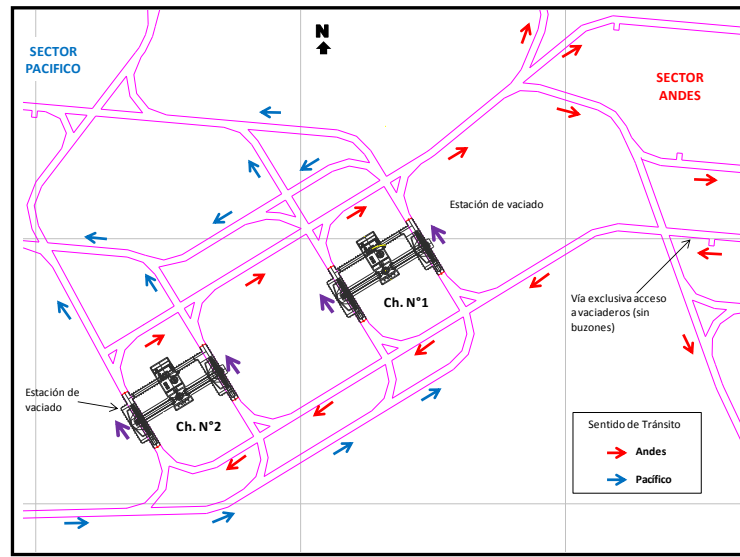 N
SECTOR
PACIFICO
SECTOR
ANDES
Estación de vaciado
Ch. N°1
Vía exclusiva acceso
a vaciaderos (sin
buzones)
Estación de
vaciado
Ch. N°2
Sentido de Tránsito
Andes
Pacífico